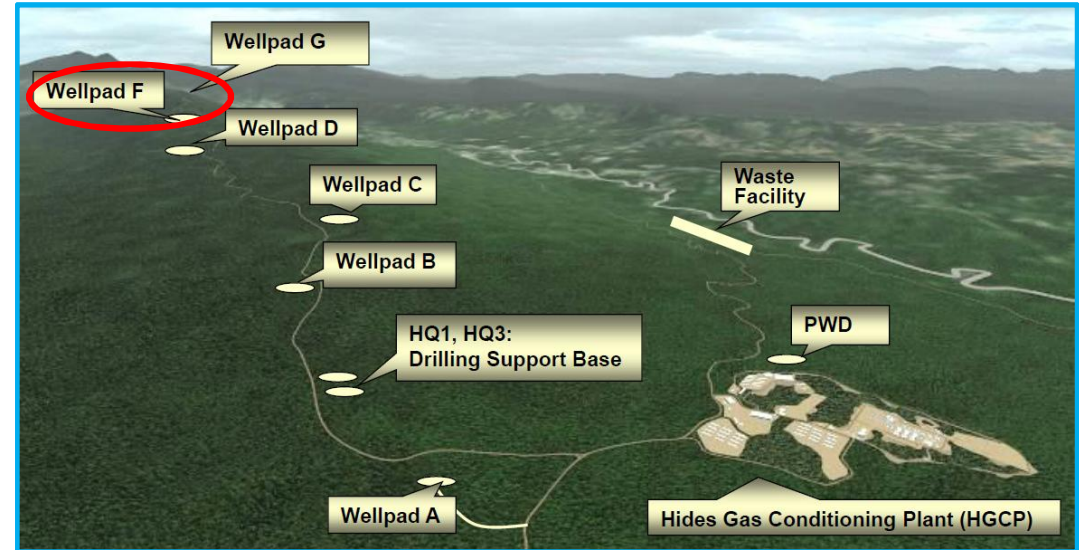 Wellpad G
Wellpad F
Wellpad D
Wellpad C
Waste
Facility
Wellpad B
PWD
HQ1, HQ3:
Drilling Support Base
Wellpad A
Hides Gas Conditioning Plant (HGCP)